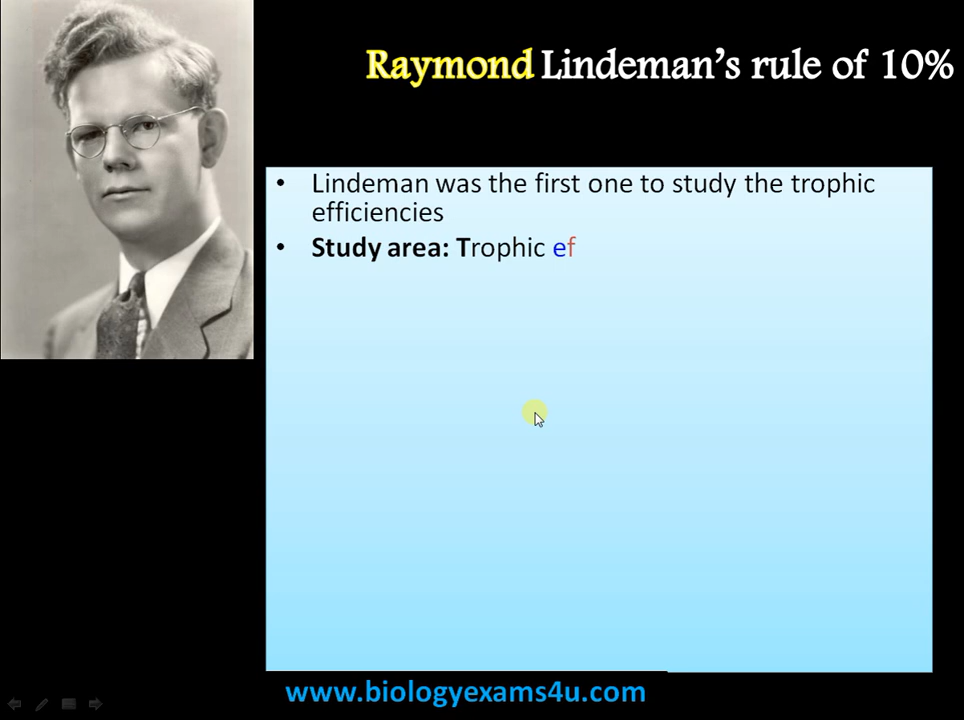 Raymond Lindeman's rule of 10%
• Lindeman was the first one to study the trophic
efficiencies
• Study area: Trophic ef
www.biologyexams4u.com